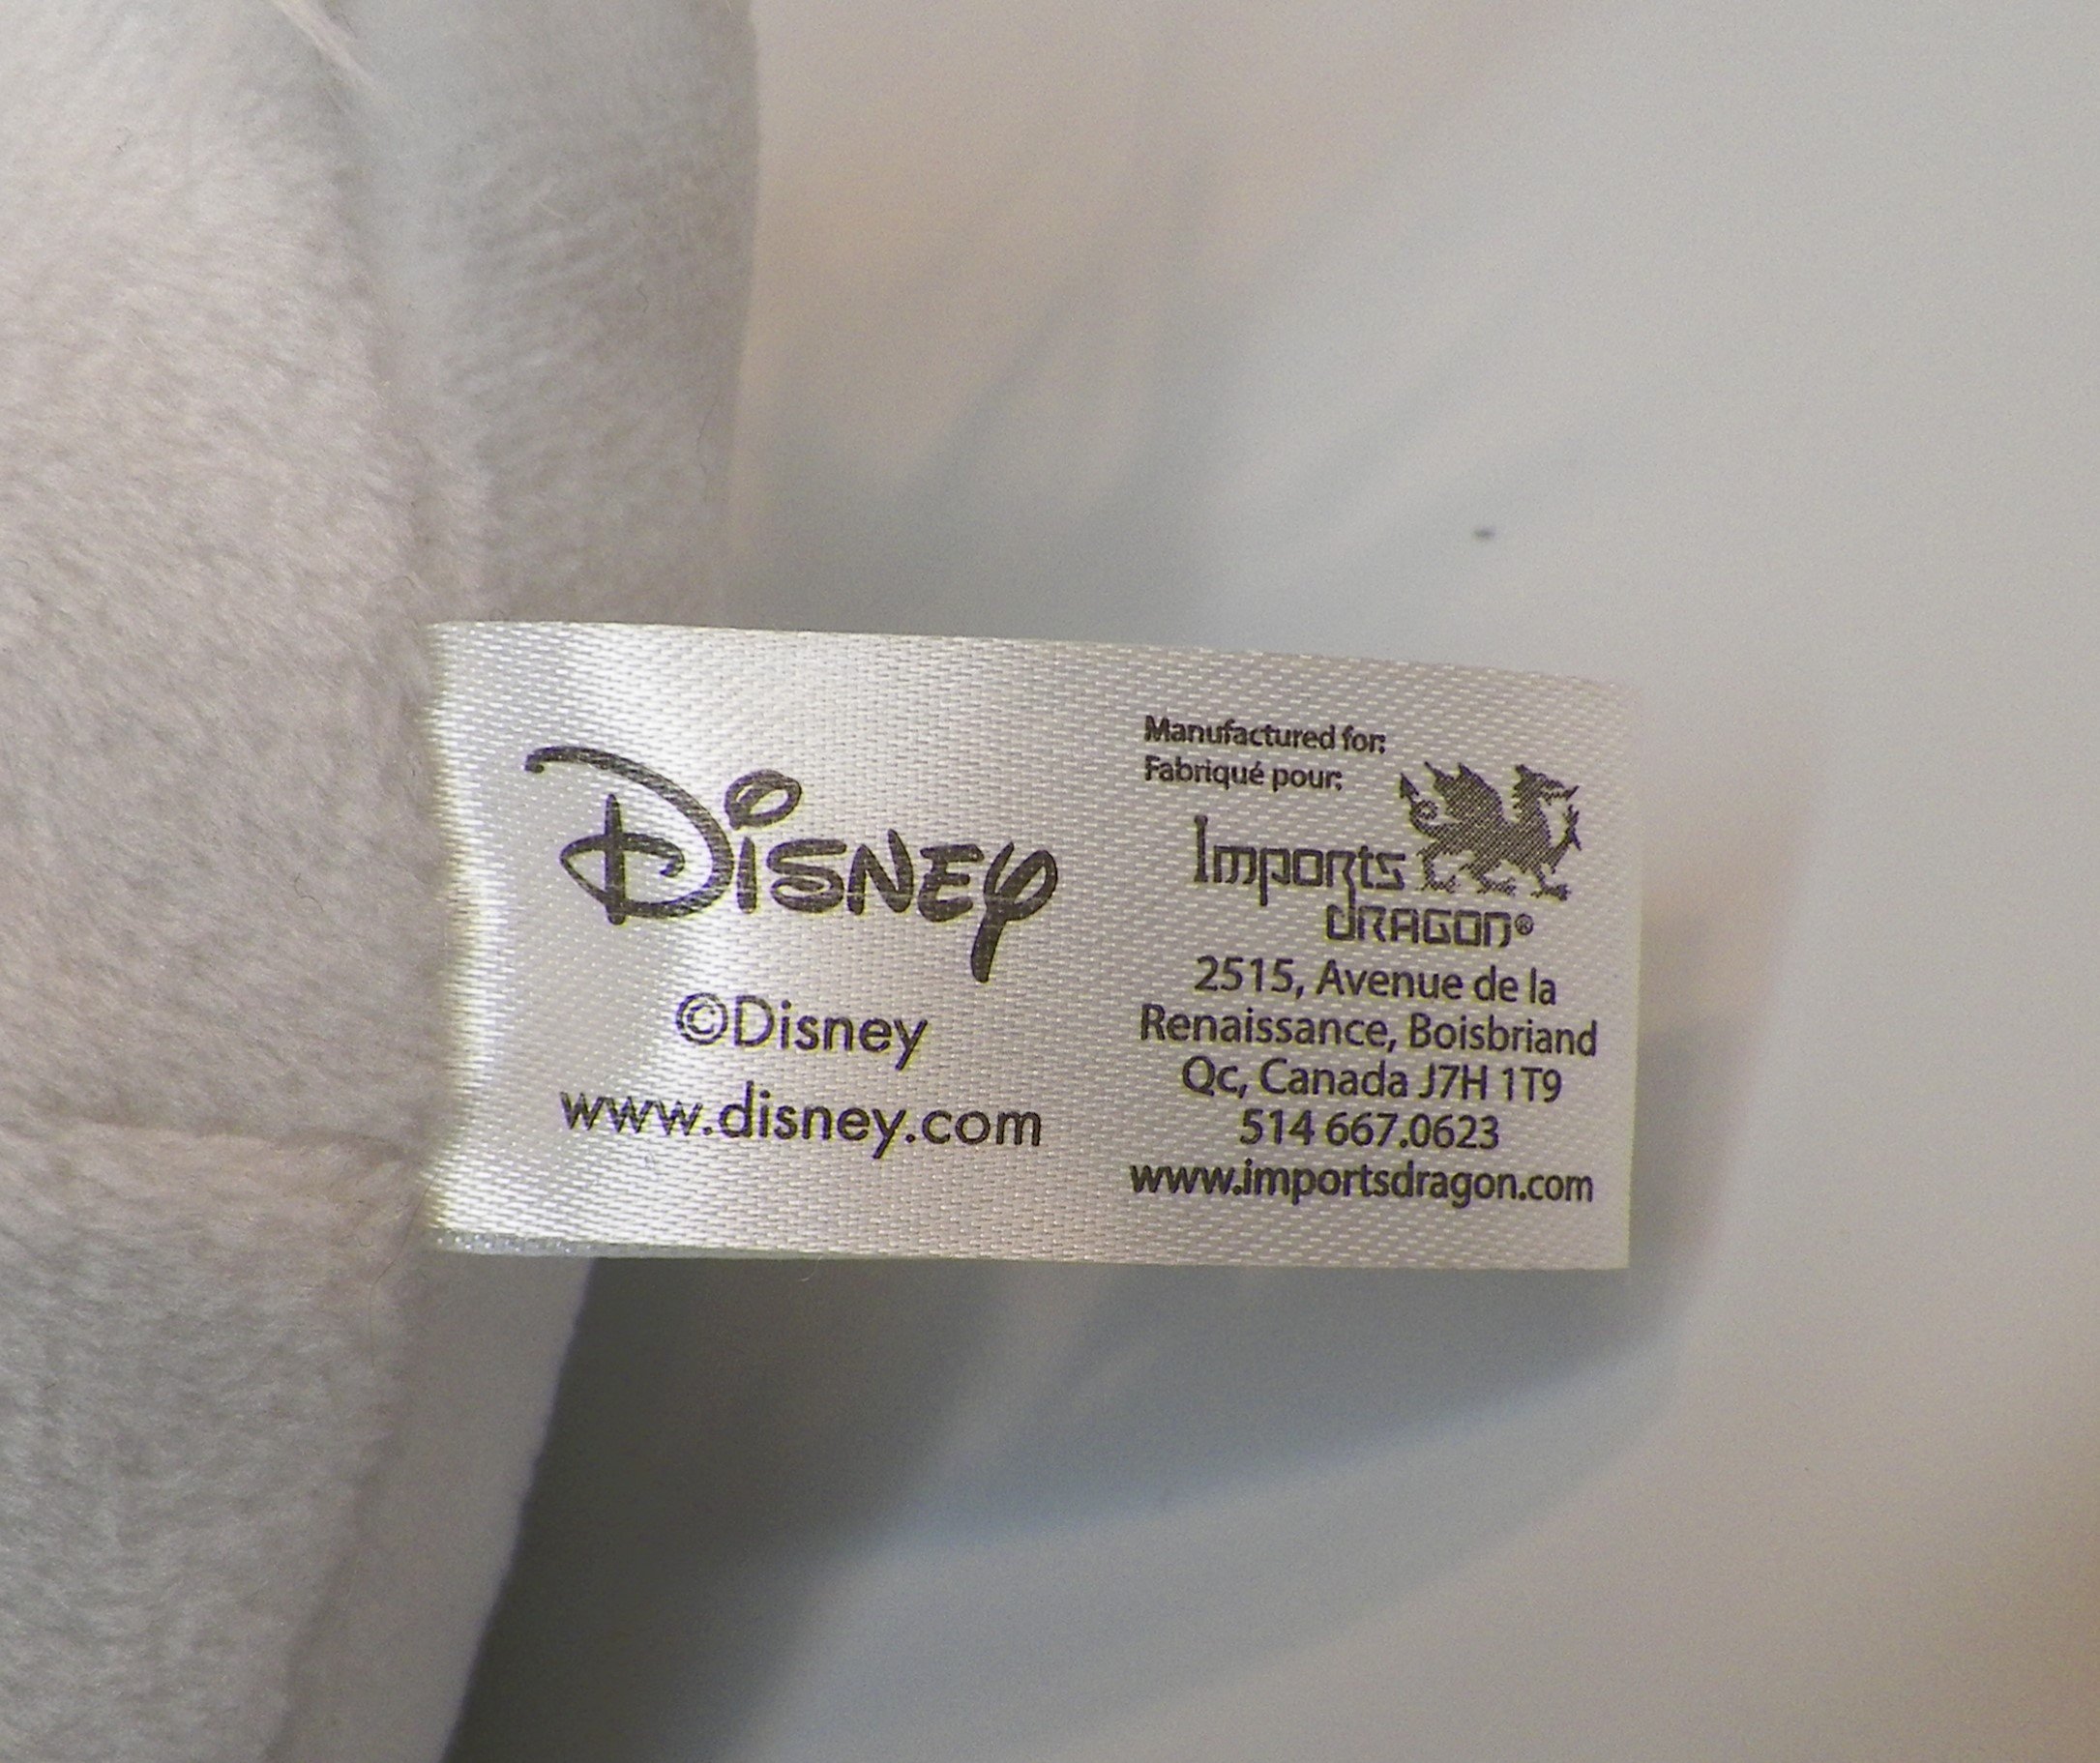 Disney
©Disney
www.disney.com
Manufactured for:
Fabriqué pour:
Imports
DRAGON®
2515, Avenue de la
Renaissance, Boisbriand
Qc, Canada J7H 1T9
514 667.0623
www.importsdragon.com